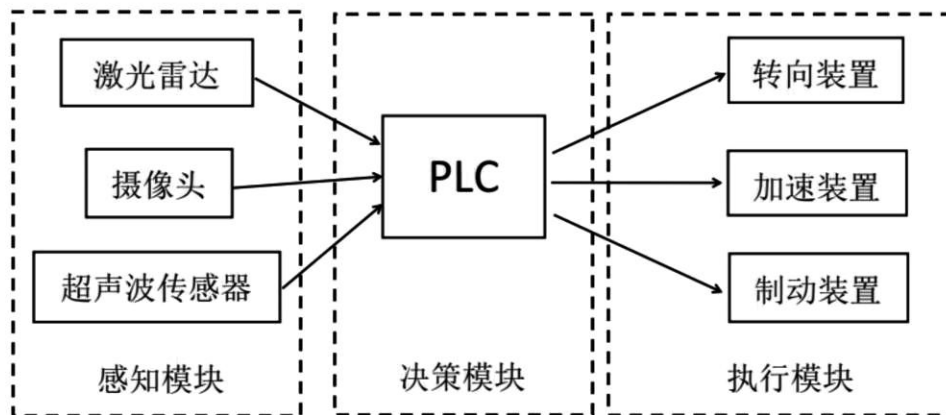 激光雷达
摄像头
超声波传感器
感知模块
PLC
决策模块
转向装置
加速装置
制动装置
执行模块